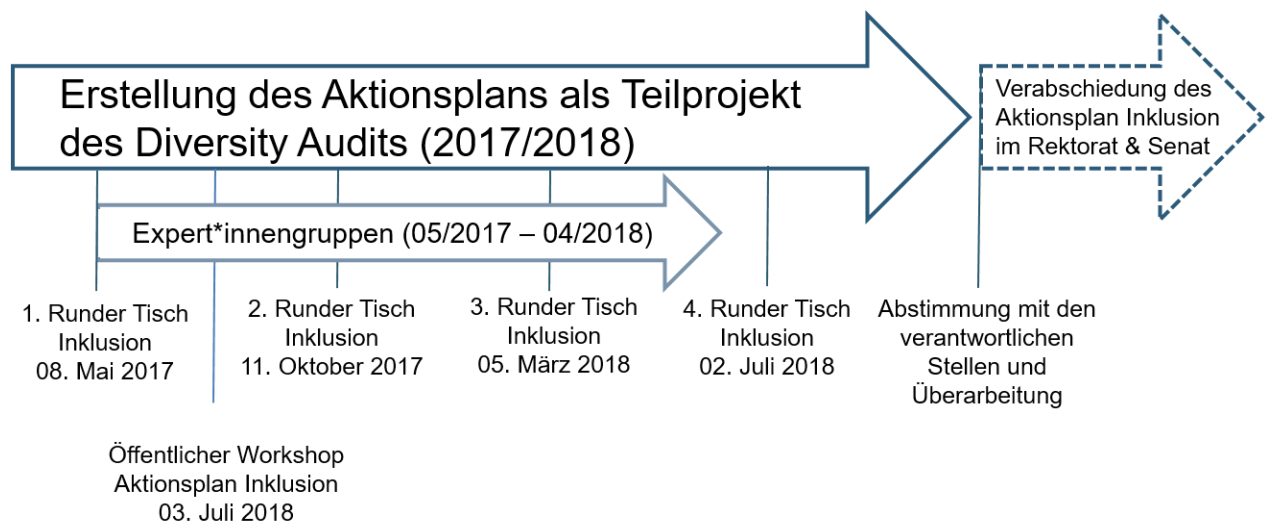 Erstellung des Aktionsplans als Teilprojekt
des Diversity Audits (2017/2018)
Verabschiedung des
Aktionsplan Inklusion
im Rektorat & Senat
Expert*innengruppen (05/2017 – 04/2018)
1. Runder Tisch
Inklusion
08. Mai 2017
2. Runder Tisch
Inklusion
11. Oktober 2017
3. Runder Tisch
Inklusion
05. März 2018
4. Runder Tisch
Inklusion
02. Juli 2018
Abstimmung mit den
verantwortlichen
Stellen und
Überarbeitung
Öffentlicher Workshop
Aktionsplan Inklusion
03. Juli 2018